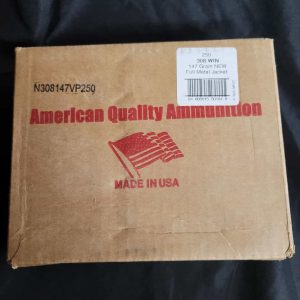 250
308 WIN
147 Grain NEW
Full Metal Jacket
N308147VP250
American Quality Ammunition
MADE IN USA